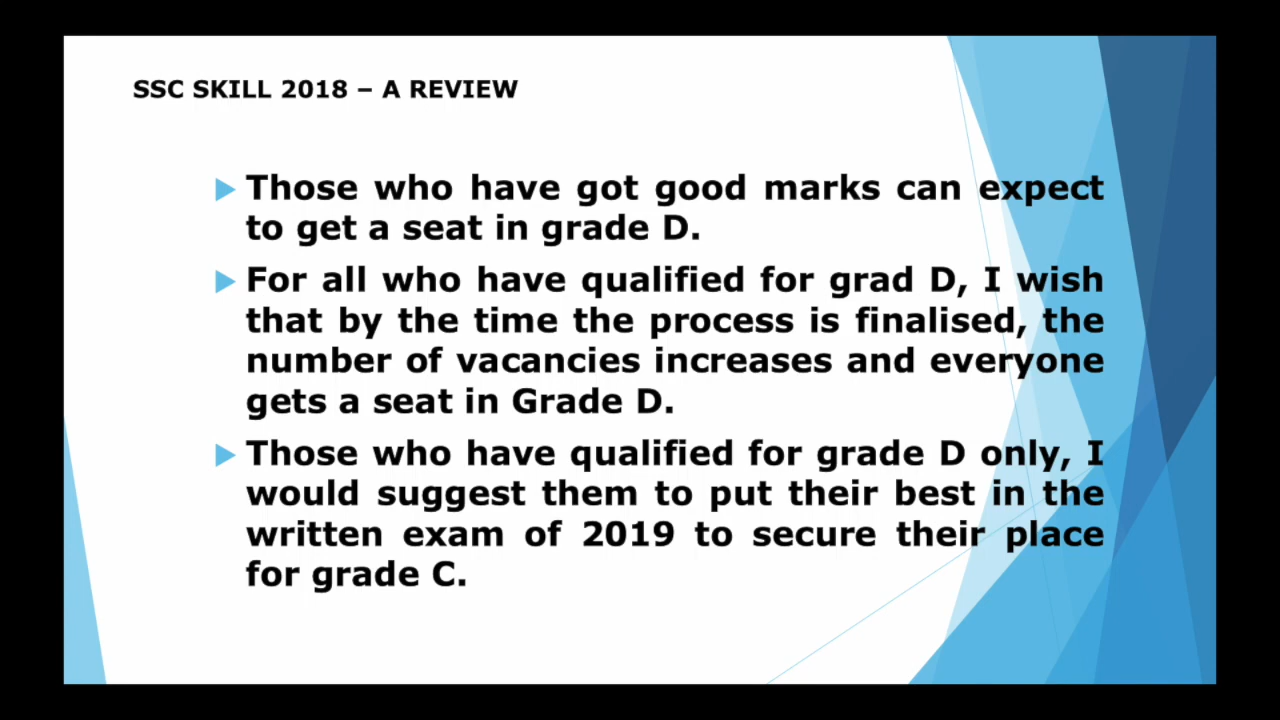 SSC SKILL 2018 – A REVIEW
Those who have got good marks can expect
to get a seat in grade D.
For all who have qualified for grad D, I wish
that by the time the process is finalised, the
number of vacancies increases and everyone
gets a seat in Grade D.
Those who have qualified for grade D only, I
would suggest them to put their best in the
written exam of 2019 to secure their place
for grade C.